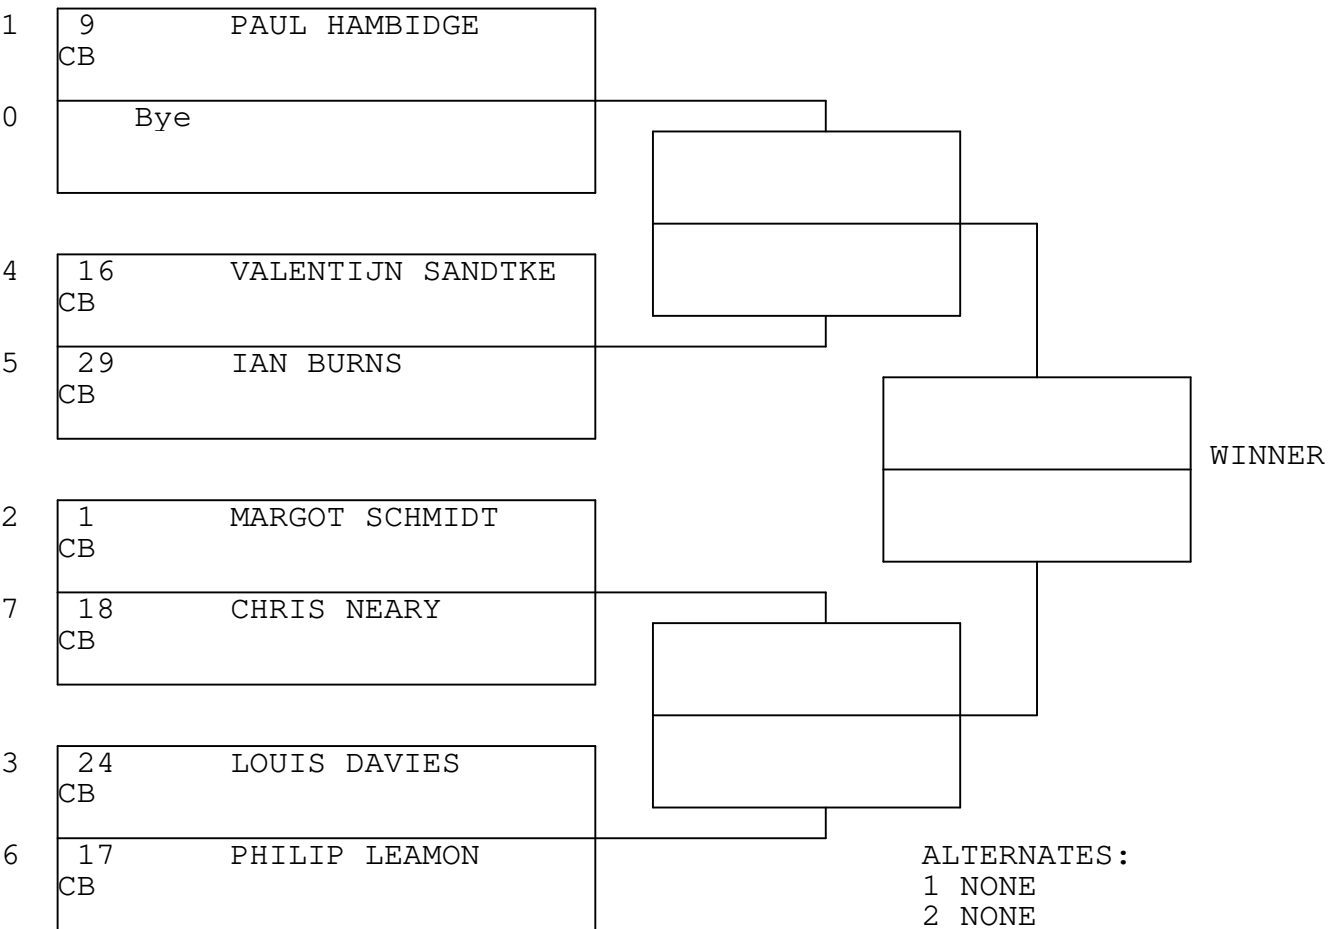 1 9 PAUL HAMBIDGE
CB
0 Bye
4 16 VALENTIJN SANDTKE
CB
5 29 IAN BURNS
CB
WINNER
2 1 MARGOT SCHMIDT
CB
7 18 CHRIS NEARY
CB
3 24 LOUIS DAVIES
CB
6 17 PHILIP LEAMON
CB
ALTERNATES:
1 NONE
2 NONE